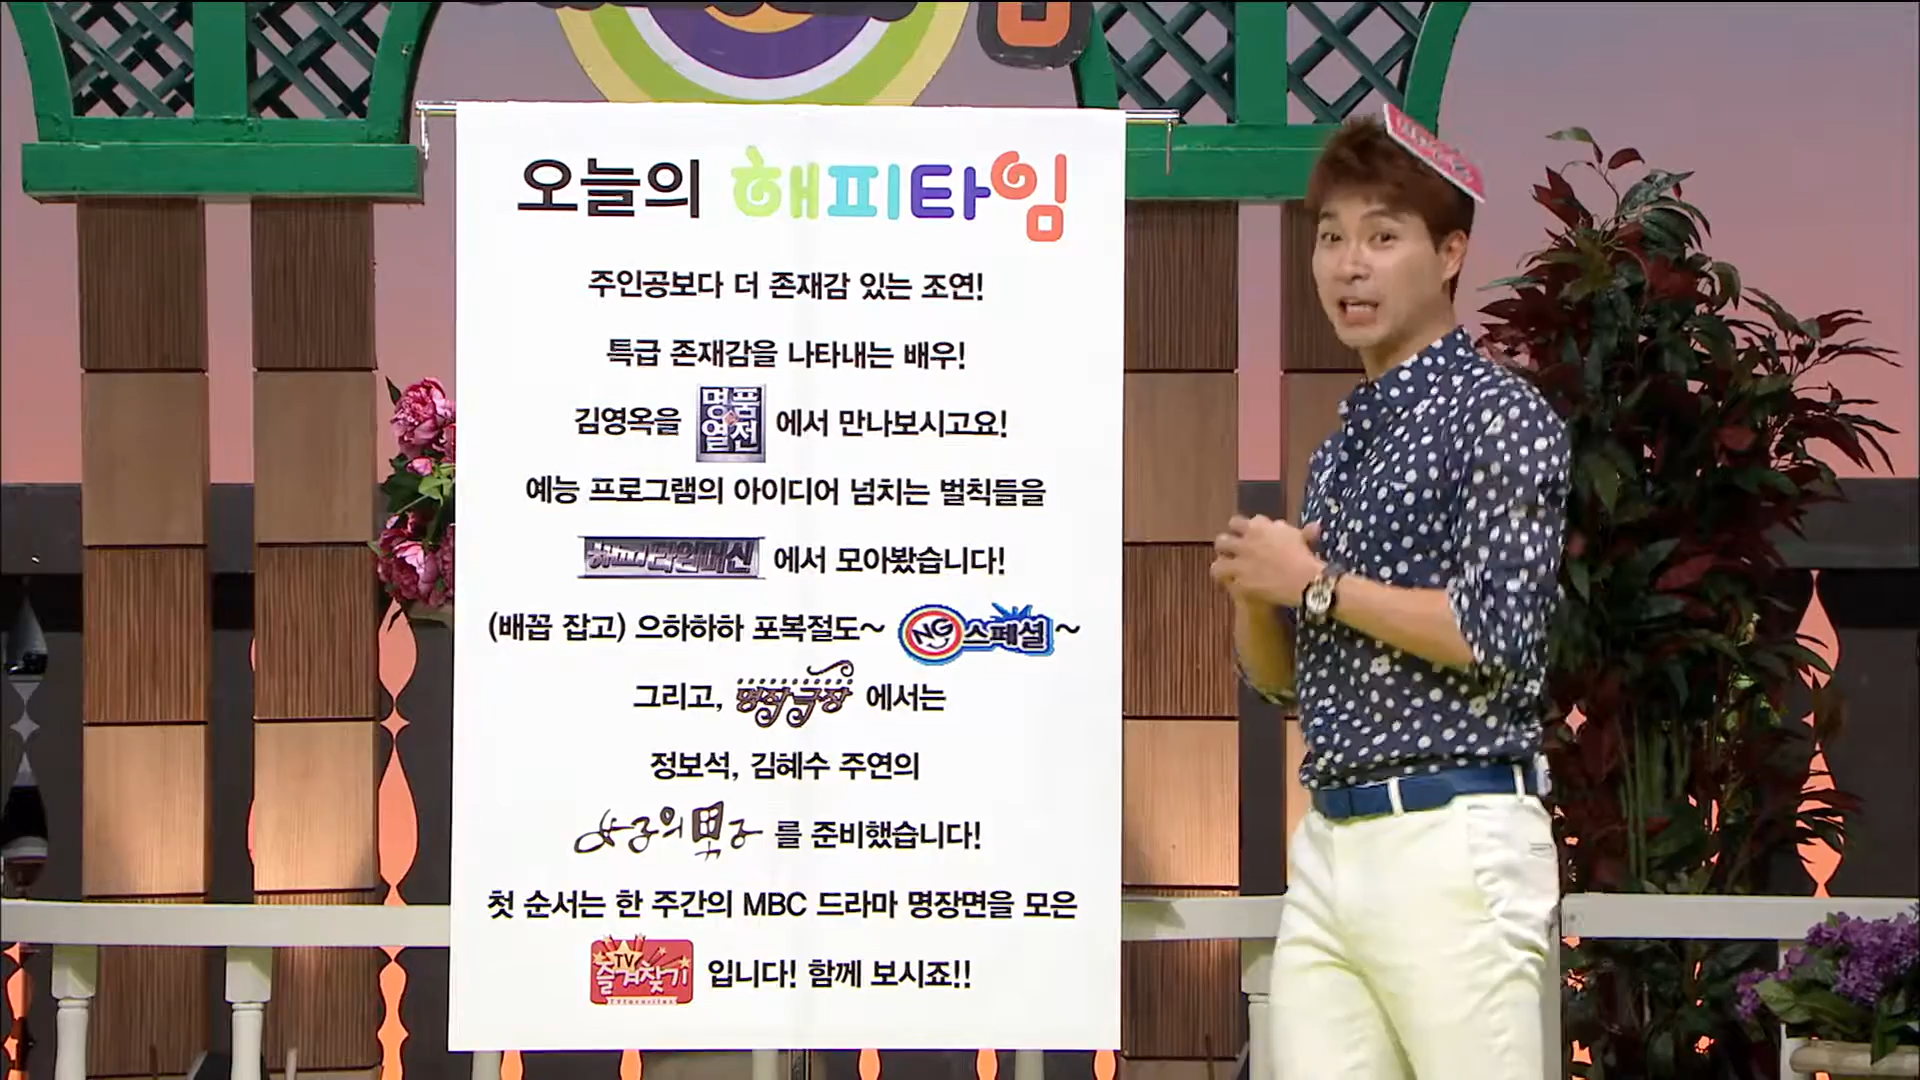 오늘의 해피타임
주인공보다 더 존재감 있는 조연!
특급 존재감을 나타내는 배우!
김영옥을 명품열전 에서 만나보시고요!
예능 프로그램의 아이디어 넘치는 벌칙들을
해피타임머신 에서 모아봤습니다!
(배꼽 잡고) 으하하하 포복절도~ NG스페셜~
그리고, 명작극장 에서는
정보석, 김혜수 주연의
女子의 男子 를 준비했습니다!
첫 순서는 한 주간의 MBC 드라마 명장면을 모은
TV 즐겨찾기 TVfavorites 입니다! 함께 보시죠!!